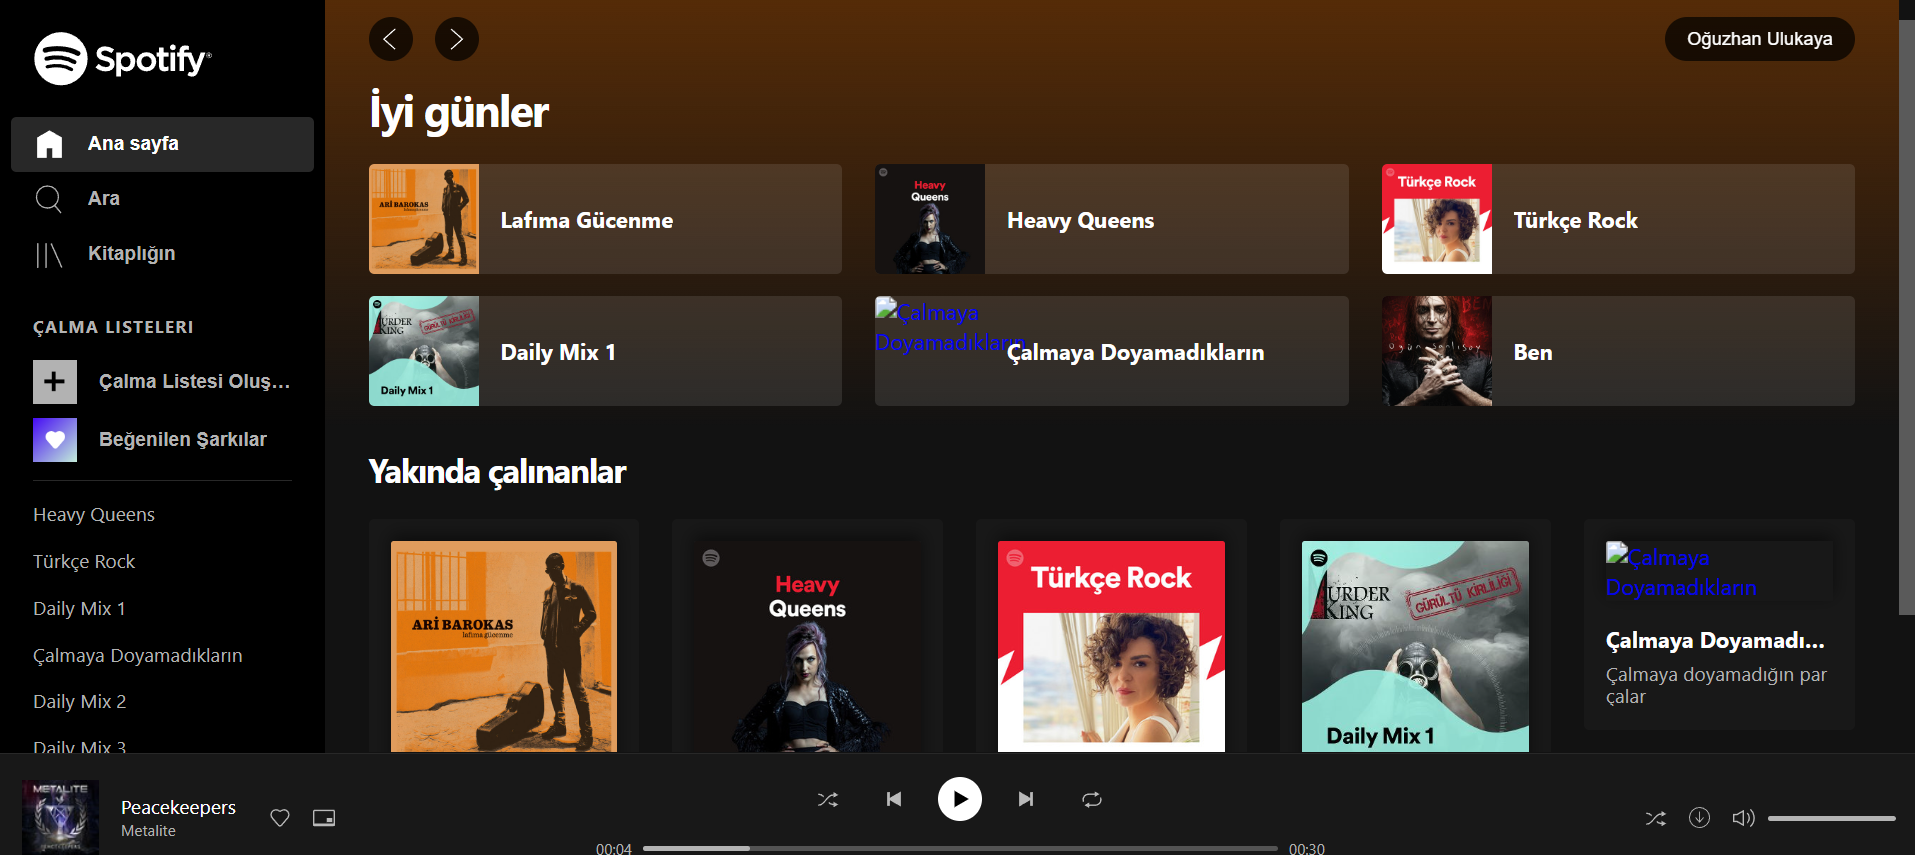 Spotify
Oğuzhan Ulukaya
İyi günler
Ana sayfa
Ara
Kitaplığın
ÇALMA LİSTELERİ
Çalma Listesi Oluş...
Beğenilen Şarkılar
Heavy Queens
Türkçe Rock
Daily Mix 1
Çalmaya Doyamadıkların
Daily Mix 2
Daily Mix 3
ARİ BAROKAS
Lafıma Gücenme
Heavy
Queens
Heavy Queens
Türkçe Rock
Türkçe Rock
MURDER
KING
GÜRÜLTÜ KİRLİLİĞİ
Daily Mix 1
Daily Mix 1
Çalmaya
Doyamadıkların
Çalmaya Doyamadıkların
Ben
Yakında çalınanlar
ARİ BAROKAS
lafıma gücenme
Heavy
Queens
Türkçe Rock
MURDER
KING
GÜRÜLTÜ KİRLİLİĞİ
Daily Mix 1
Çalmaya
Doyamadıkların
Çalmaya Doyamadı...
Çalmaya doyamadığın par
çalar
METALITE
Peacekeepers
Metalite
00:04
00:30